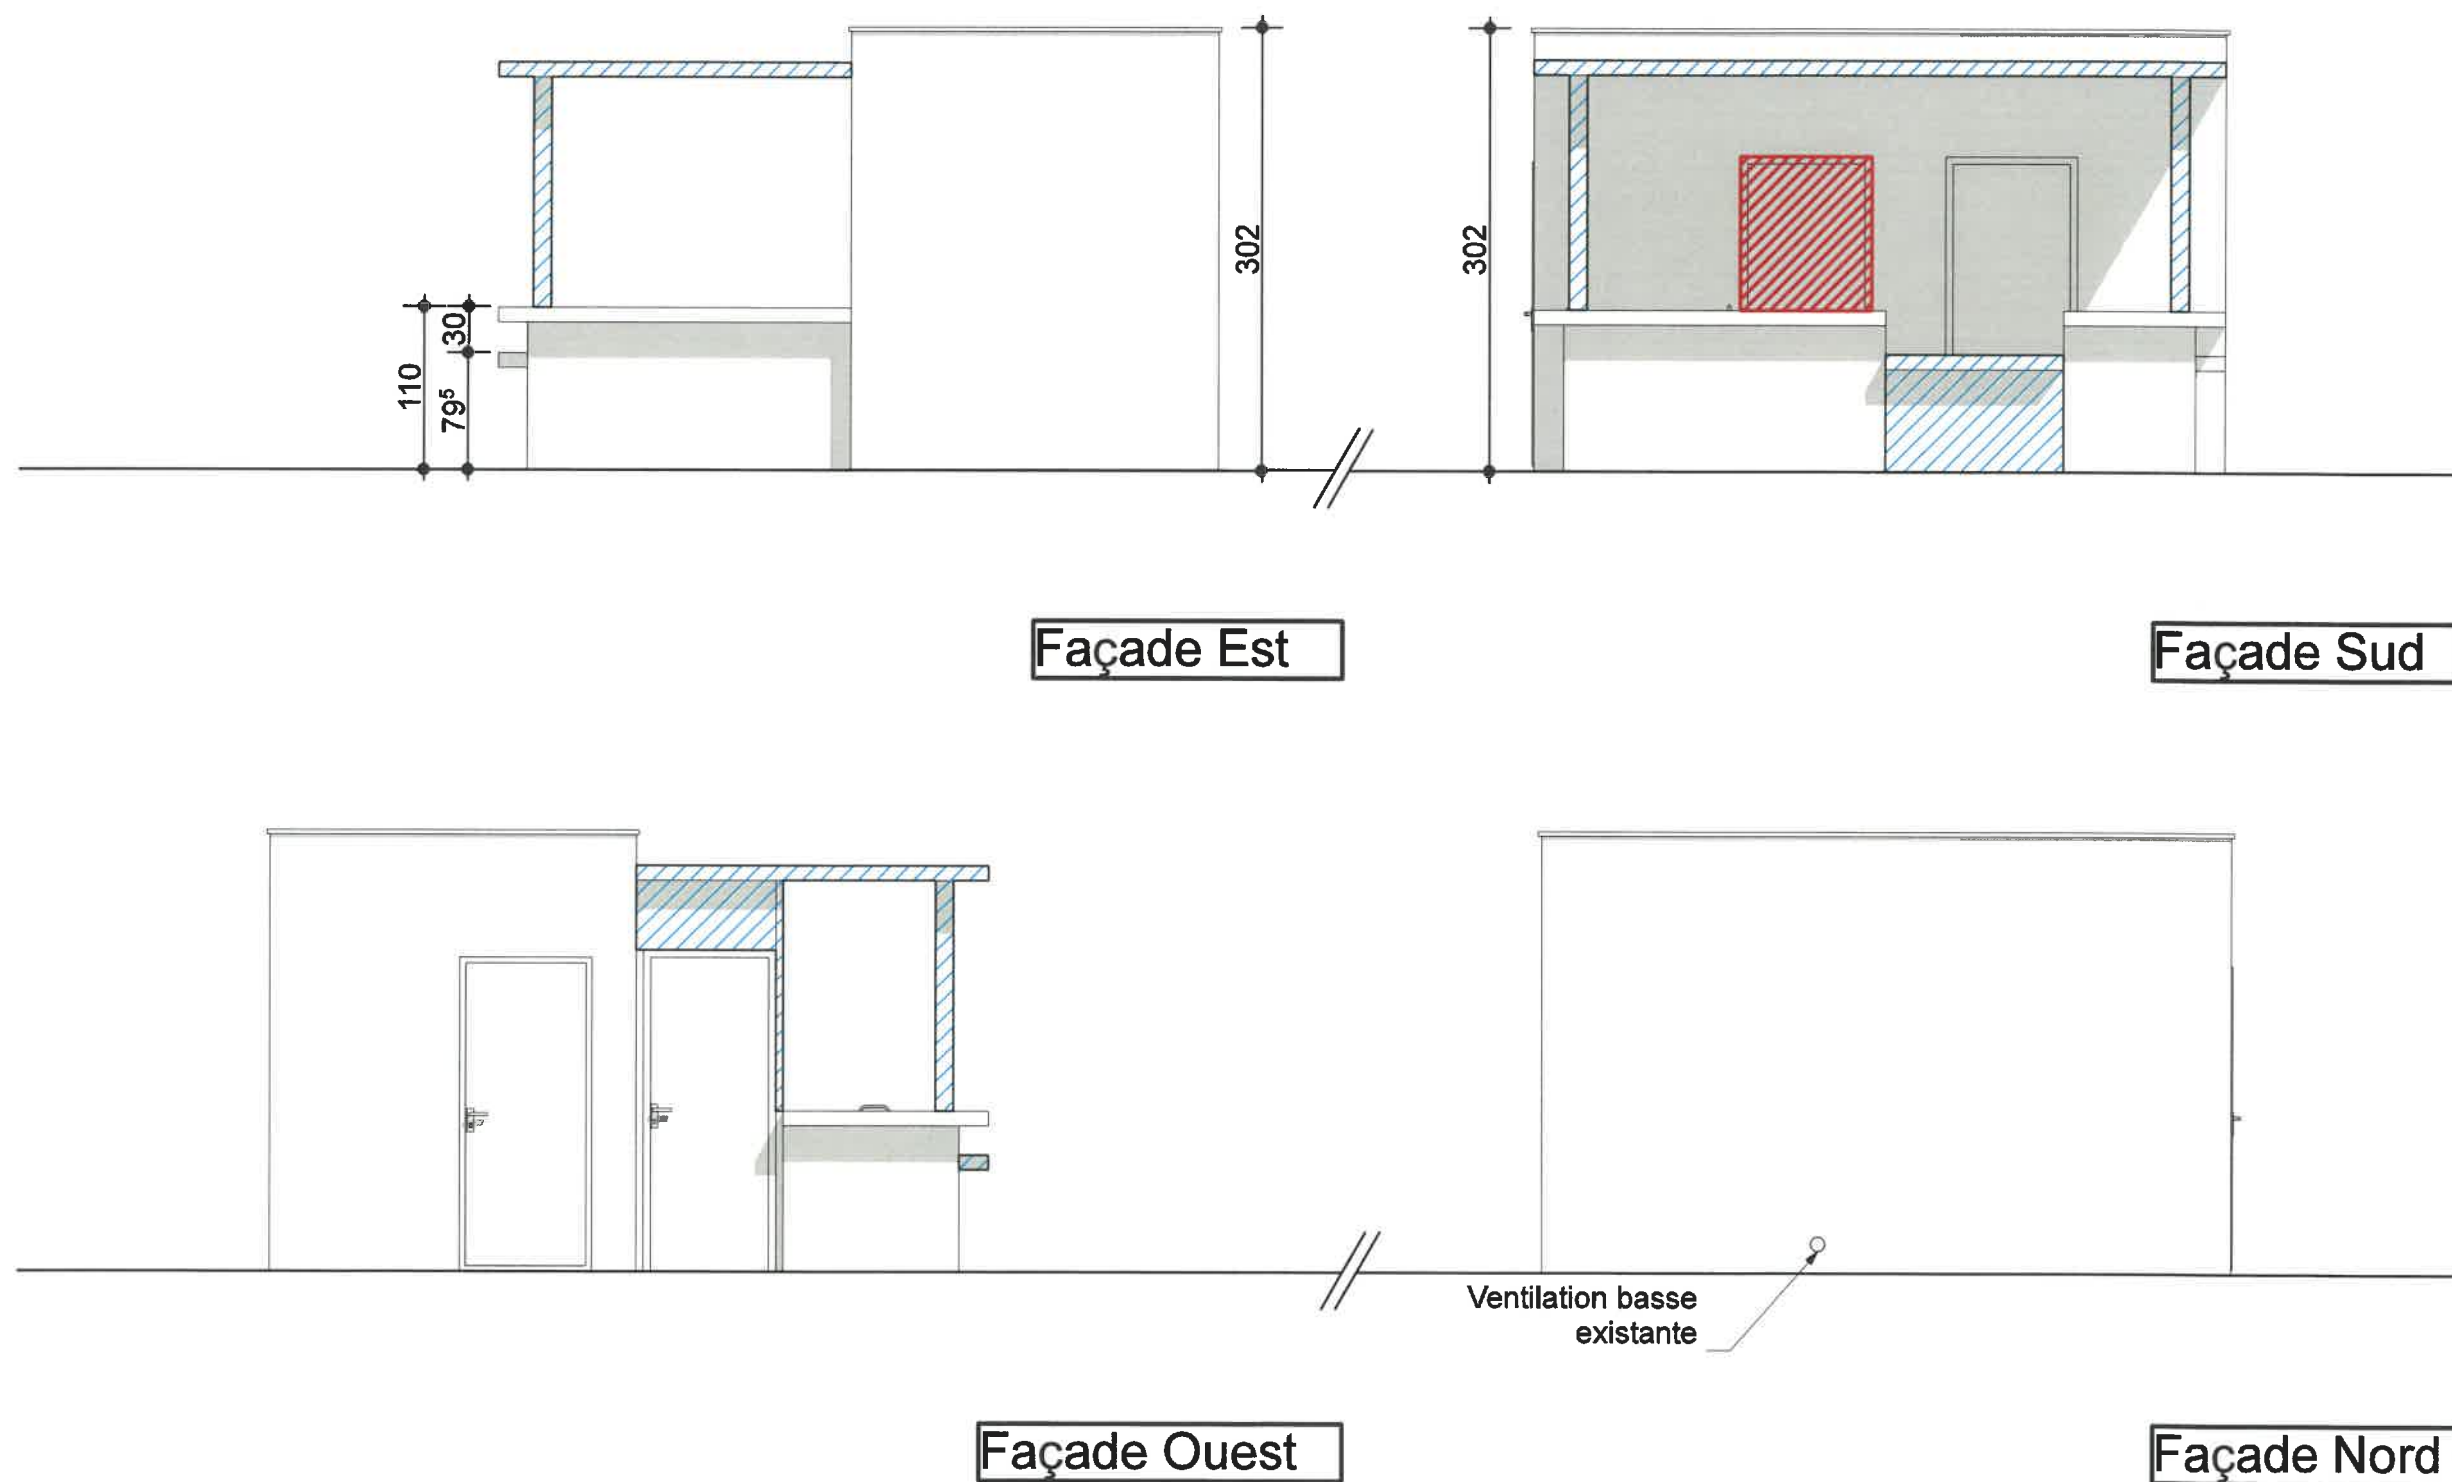 302
302
30
110
79⁵
Façade Est
Façade Sud
Ventilation basse
existante
Façade Ouest
Façade Nord